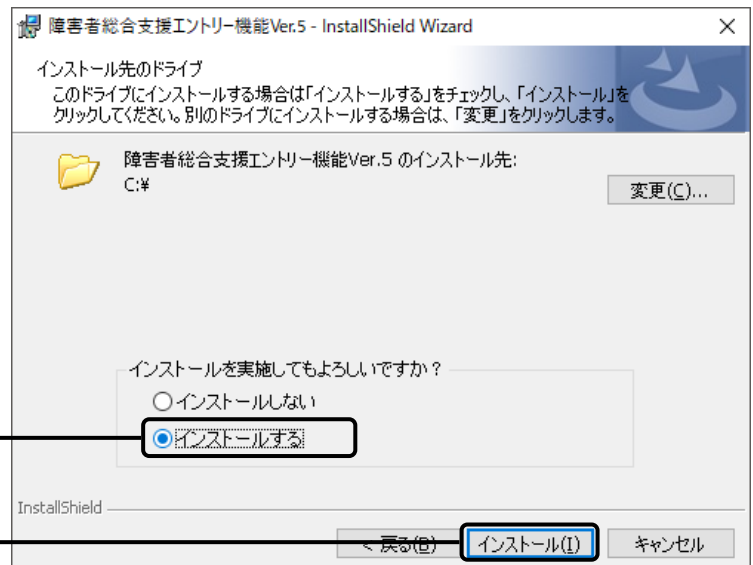 障害者総合支援エントリー機能Ver.5 - InstallShield Wizard
インストール先のドライブ
このドライブにインストールする場合は「インストールする」をチェックし、「インストール」を
クリックしてください。別のドライブにインストールする場合は、「変更」をクリックします。
障害者総合支援エントリー機能Ver.5 のインストール先:
C:¥
変更(C)...
インストールを実施してもよろしいですか？
インストールしない
インストールする
InstallShield
< 戻る(B)
インストール(I)
キャンセル